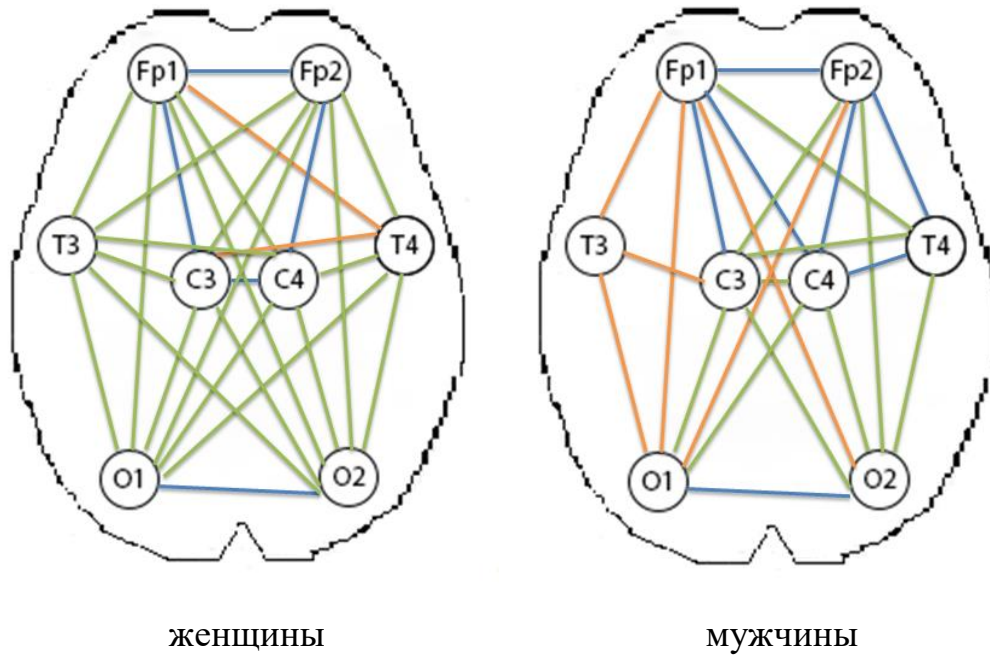 Fp1 Fp2 Fp1 Fp2
T3 T4 T3 T4
C3 C4 C3 C4
O1 O2 O1 O2
женщины мужчины